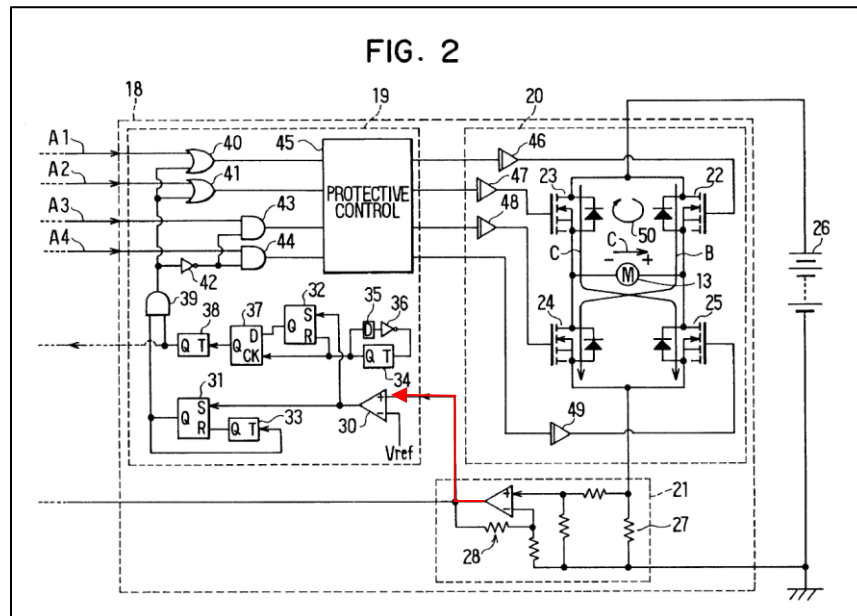 FIG. 2
18
19
20
A1
A2
A3
A4
40
41
43
44
42
45
PROTECTIVE
CONTROL
46
47
48
23
22
50
C
C
B
- +
M
13
26
24
25
49
39
38
Q T
37
D
Q
CK
32
S
Q
R
35
D
36
Q T
34
31
S
Q
R
33
Q T
+
-
30
Vref
+
-
21
27
28